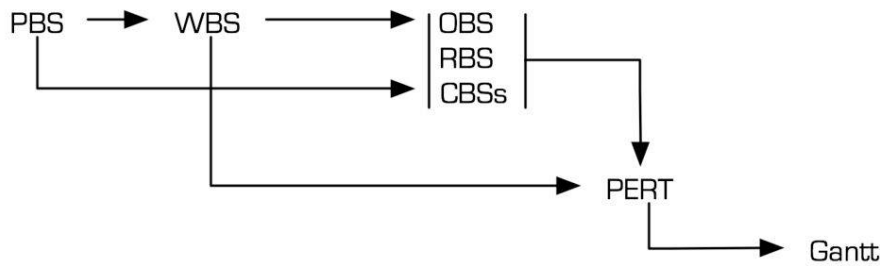 PBS WBS OBS
RBS
CBSs
PERT
Gantt